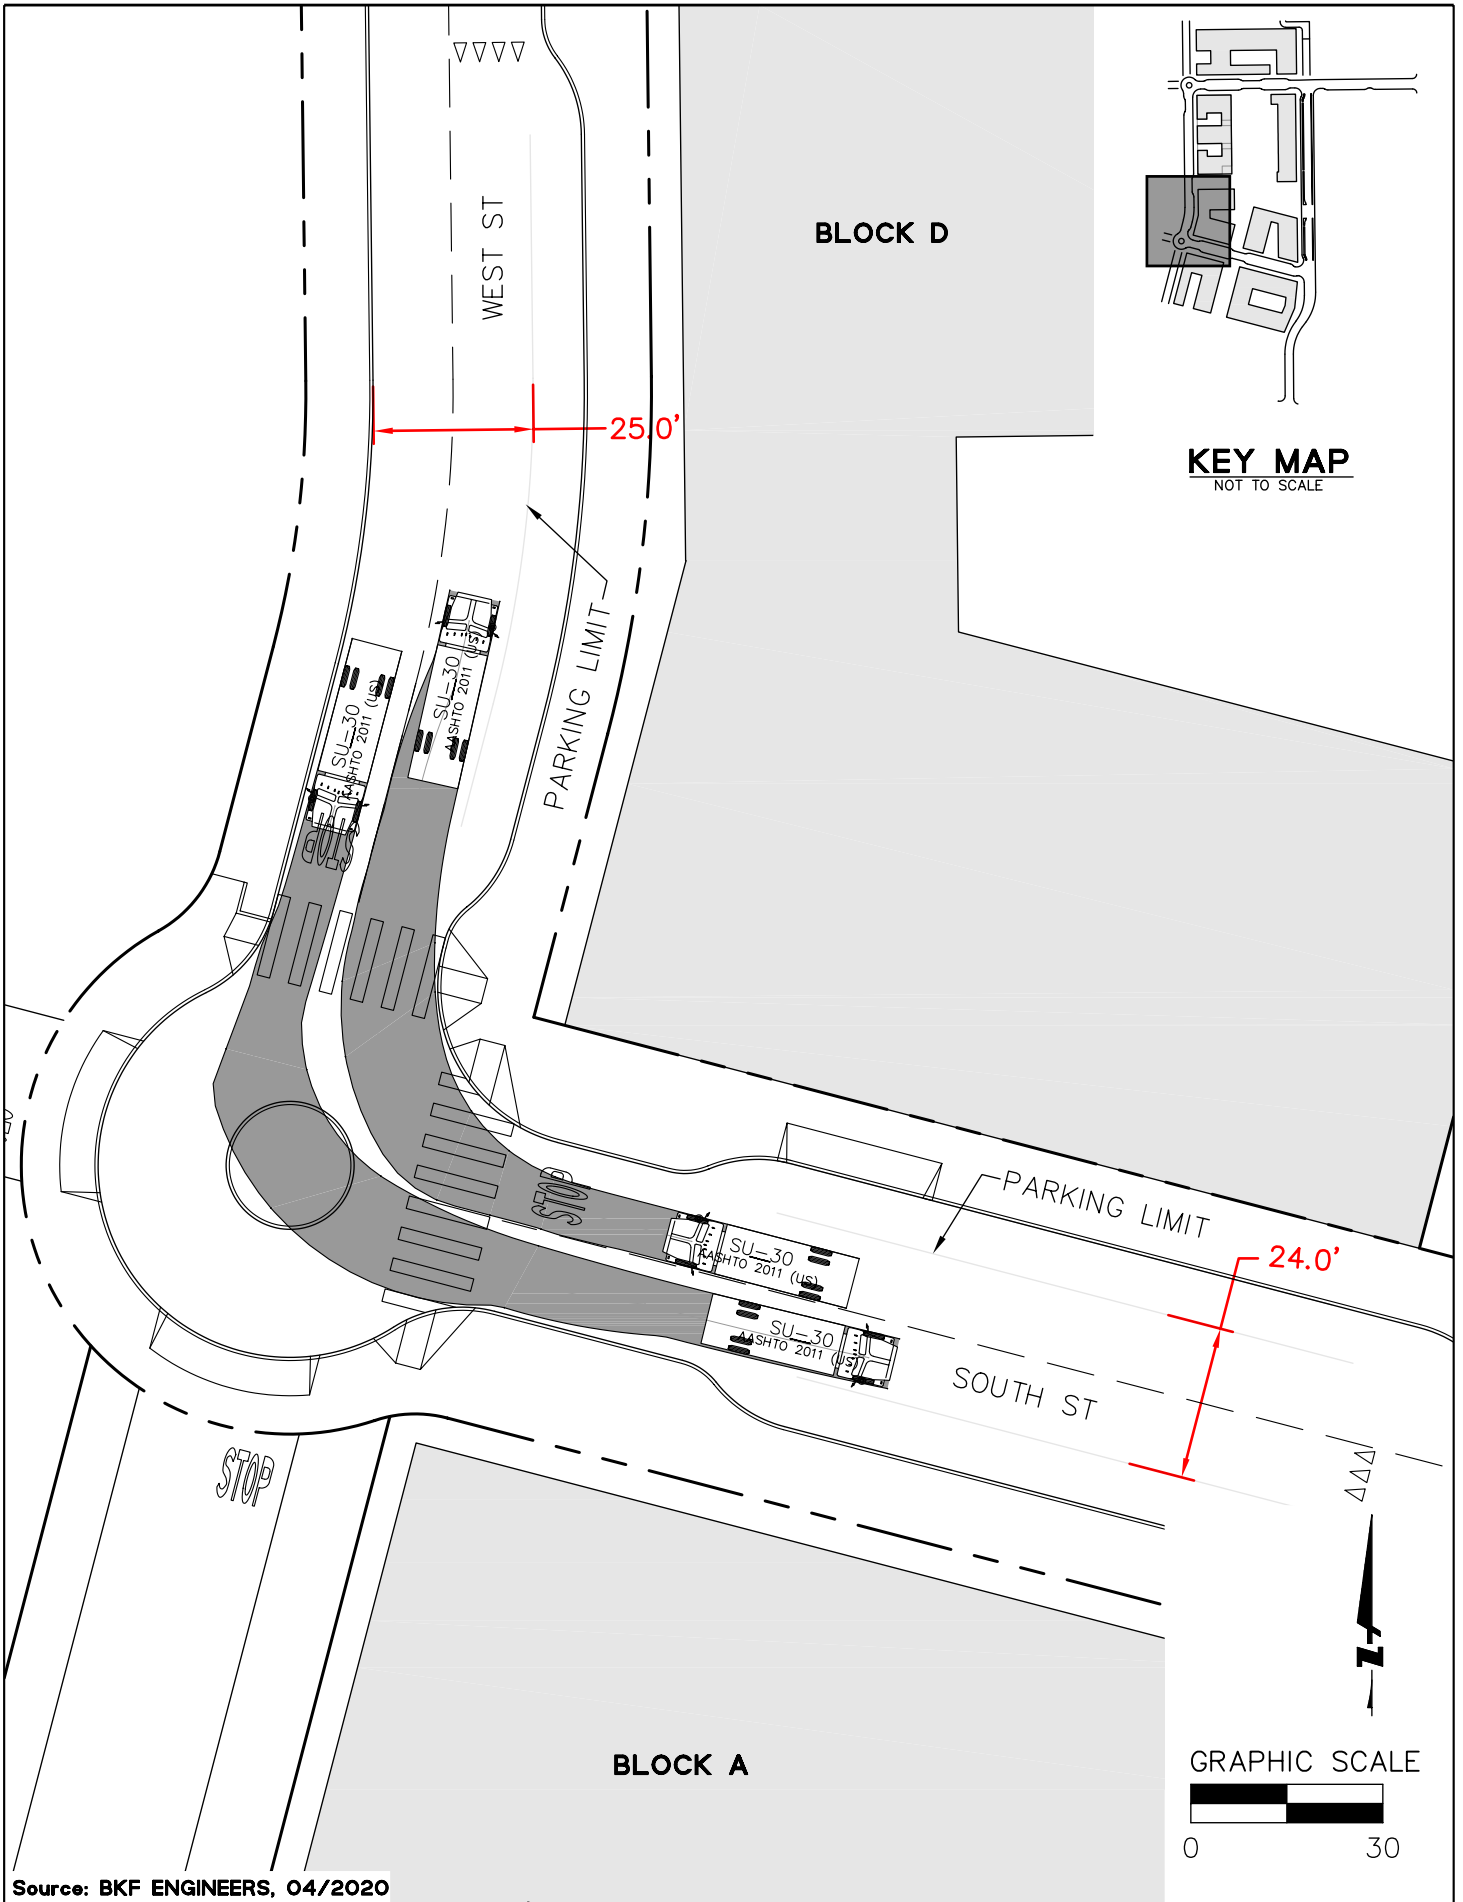 WEST ST
BLOCK D
25.0'
KEY MAP
NOT TO SCALE
PARKING LIMIT
SU-30
AASHTO 2011 (US)
SU-30
AASHTO 2011 (US)
STOP
STOP
PARKING LIMIT
24.0'
SU-30
AASHTO 2011 (US)
SU-30
AASHTO 2011 (US)
SOUTH ST
STOP
BLOCK A
GRAPHIC SCALE
0 30
Source: BKF ENGINEERS, 04/2020